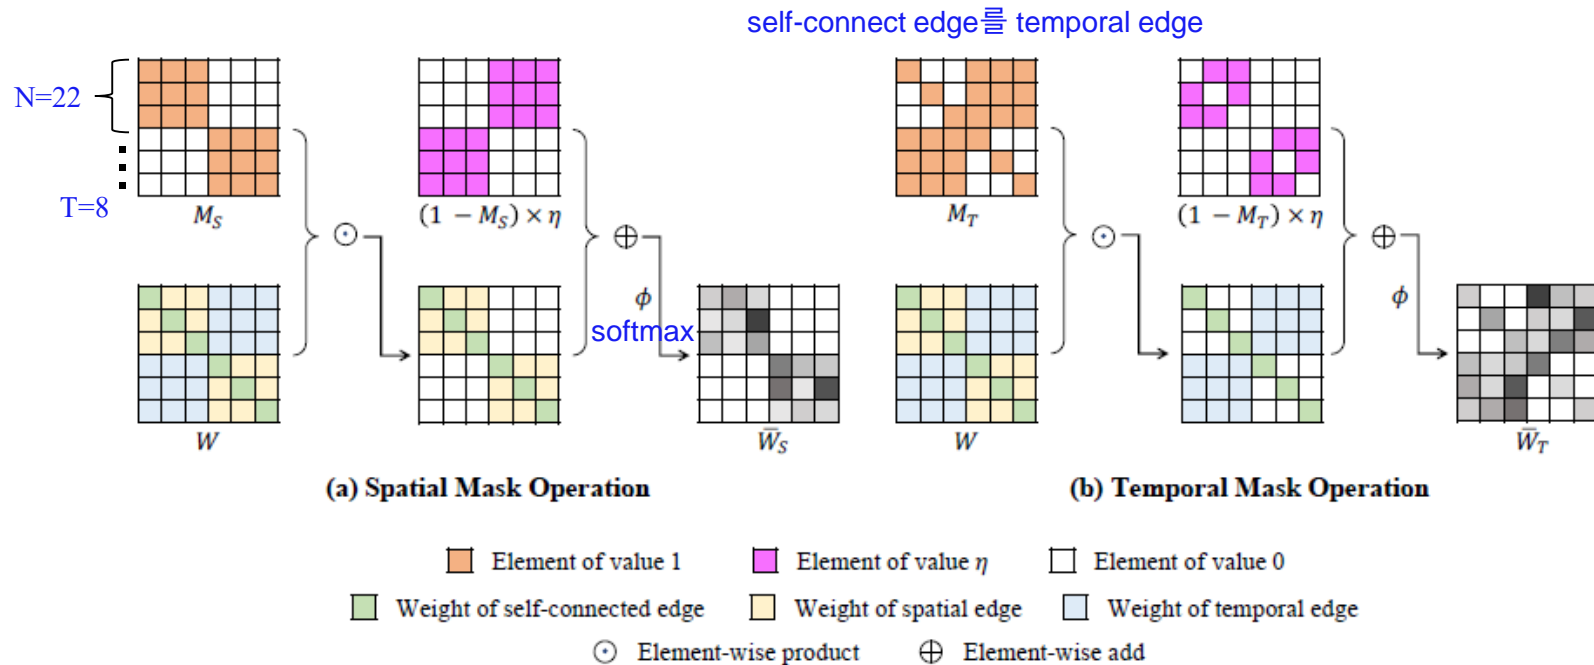 self-connect edge를 temporal edge
N=22
T=8
M_S
(1 − M_S) × η
M_T
(1 − M_T) × η
ϕ
softmax
ϕ
W
W̅_S
W
W̅_T
(a) Spatial Mask Operation
(b) Temporal Mask Operation
Element of value 1
Element of value η
Element of value 0
Weight of self-connected edge
Weight of spatial edge
Weight of temporal edge
⊙ Element-wise product
⊕ Element-wise add